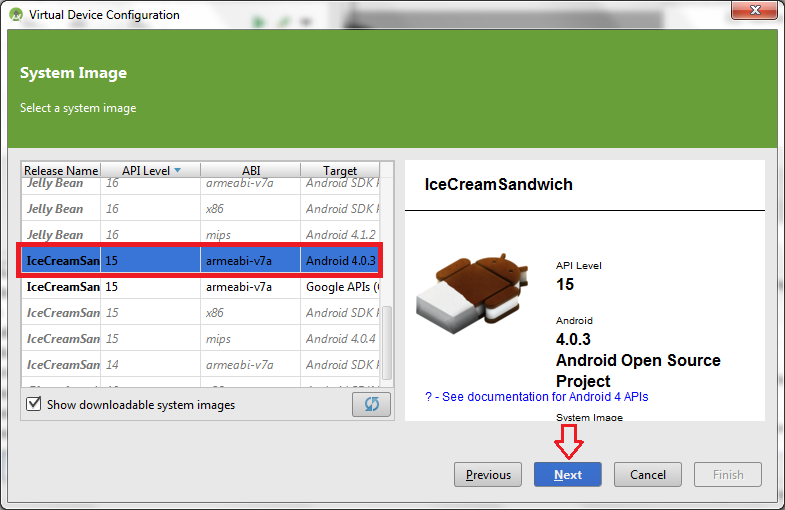 Virtual Device Configuration
System Image
Select a system image
Release Name API Level ABI Target
Jelly Bean 16 armeabi-v7a Android SDK
Jelly Bean 16 x86 Android SDK
Jelly Bean 16 mips Android 4.1.2
IceCreamSan 15 armeabi-v7a Android 4.0.3
IceCreamSan 15 armeabi-v7a Google APIs (
IceCreamSan 15 x86 Android SDK
IceCreamSan 15 mips Android 4.0.4
IceCreamSan 14 armeabi-v7a Android SDK
Show downloadable system images
IceCreamSandwich
API Level
15
Android
4.0.3
Android Open Source
Project
? - See documentation for Android 4 APIs
System Image
Previous Next Cancel Finish